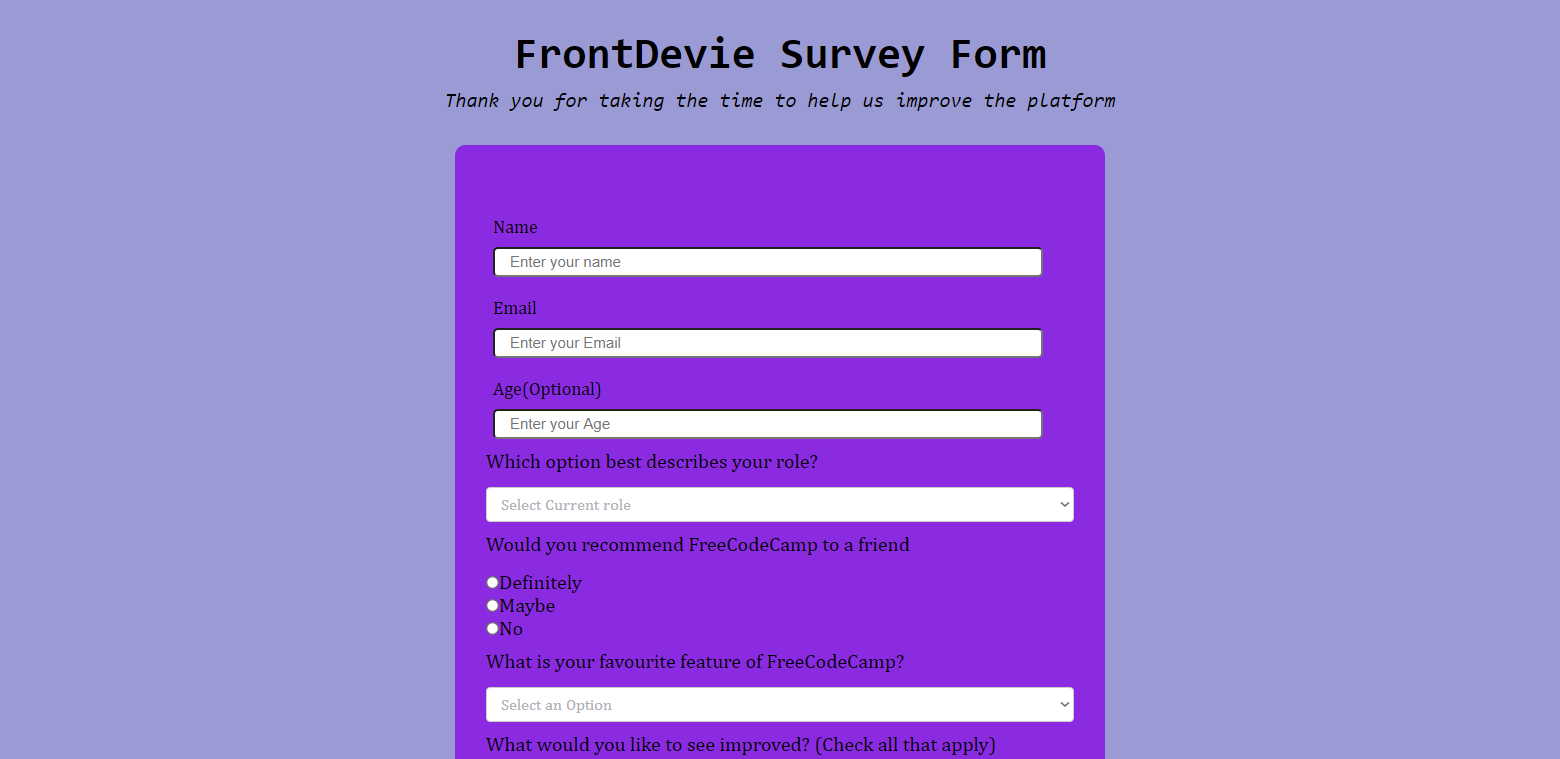 FrontDevie Survey Form
Thank you for taking the time to help us improve the platform
Name
Enter your name
Email
Enter your Email
Age(Optional)
Enter your Age
Which option best describes your role?
Select Current role
Would you recommend FreeCodeCamp to a friend
Definitely
Maybe
No
What is your favourite feature of FreeCodeCamp?
Select an Option
What would you like to see improved? (Check all that apply)